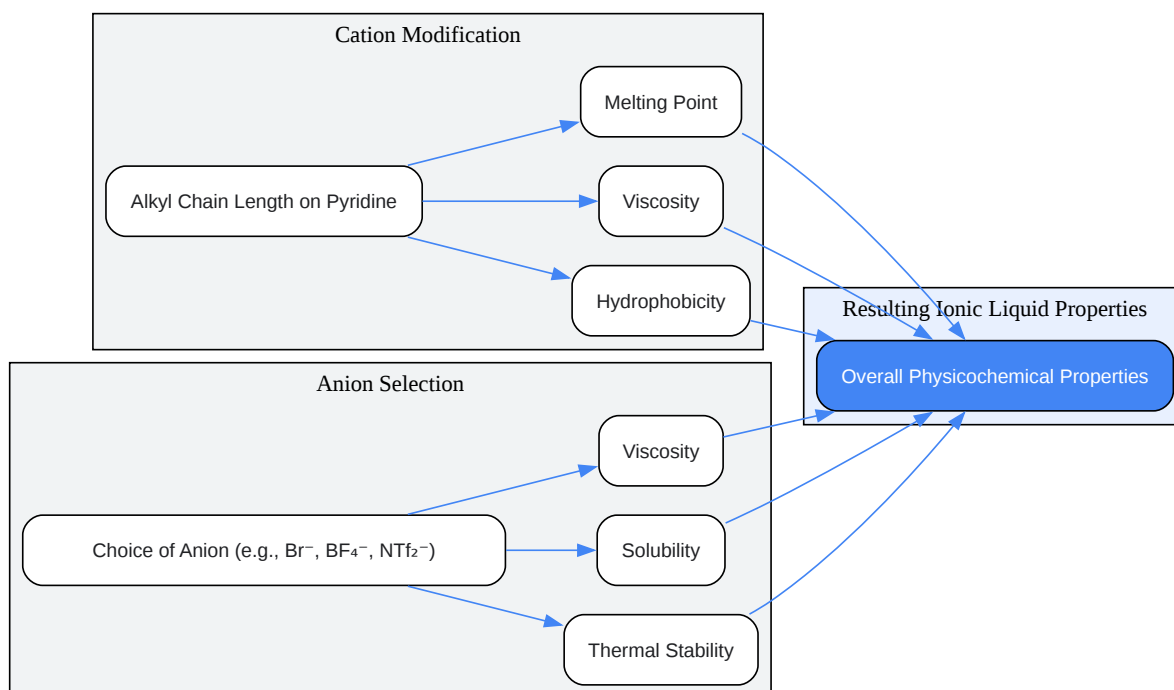 Cation Modification
Melting Point
Alkyl Chain Length on Pyridine
Viscosity
Hydrophobicity
Resulting Ionic Liquid Properties
Overall Physicochemical Properties
Anion Selection
Viscosity
Choice of Anion (e.g., Br⁻, BF₄⁻, NTf₂⁻)
Solubility
Thermal Stability